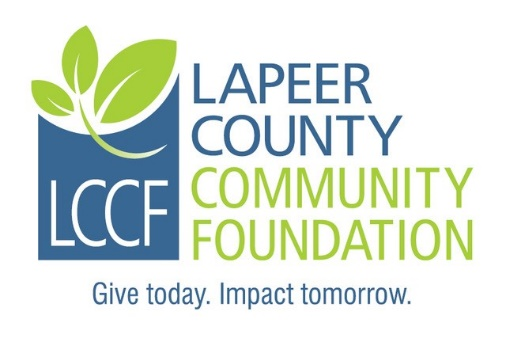 LCCF
LAPEER
COUNTY
COMMUNITY
FOUNDATION
Give today. Impact tomorrow.